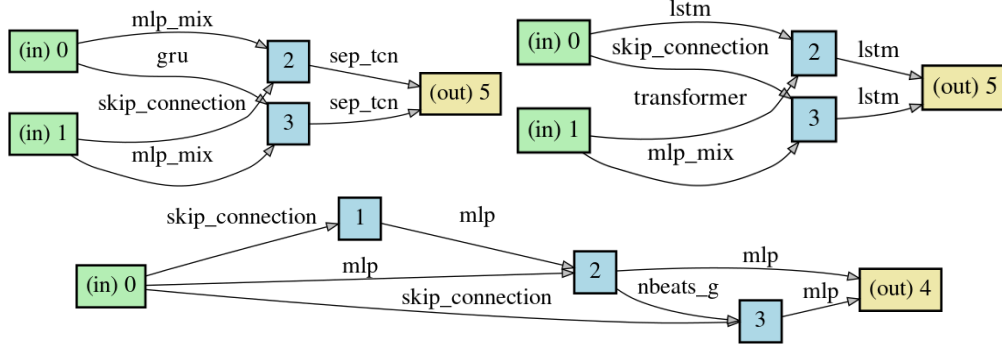 mlp_mix
(in) 0
gru
2
sep_tcn
(out) 5
skip_connection
sep_tcn
(in) 1
3
mlp_mix
lstm
(in) 0
skip_connection
2
lstm
(out) 5
transformer
lstm
(in) 1
3
mlp_mix
skip_connection
1
mlp
(in) 0
mlp
2
mlp
skip_connection
nbeats_g
mlp
(out) 4
3